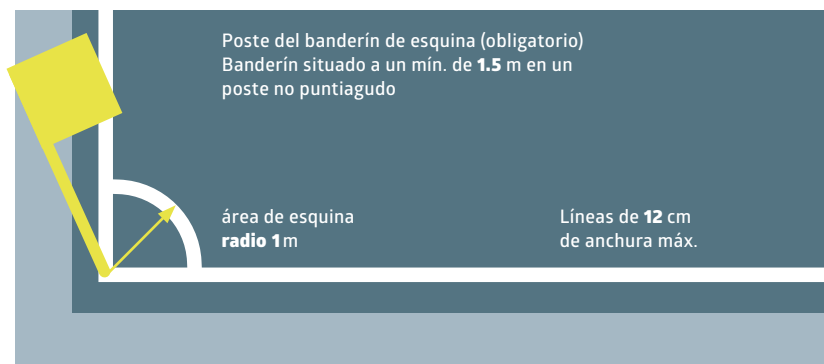 Poste del banderín de esquina (obligatorio)
Banderín situado a un mín. de 1.5 m en un
poste no puntiagudo
área de esquina
radio 1 m
Líneas de 12 cm
de anchura máx.